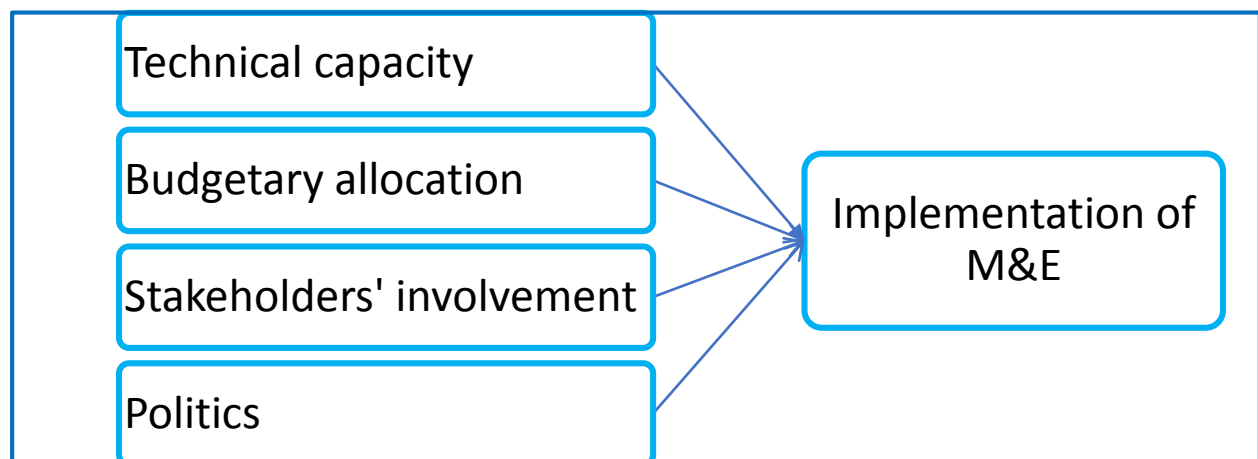 Technical capacity
Budgetary allocation
Stakeholders' involvement
Politics
Implementation of
M&E